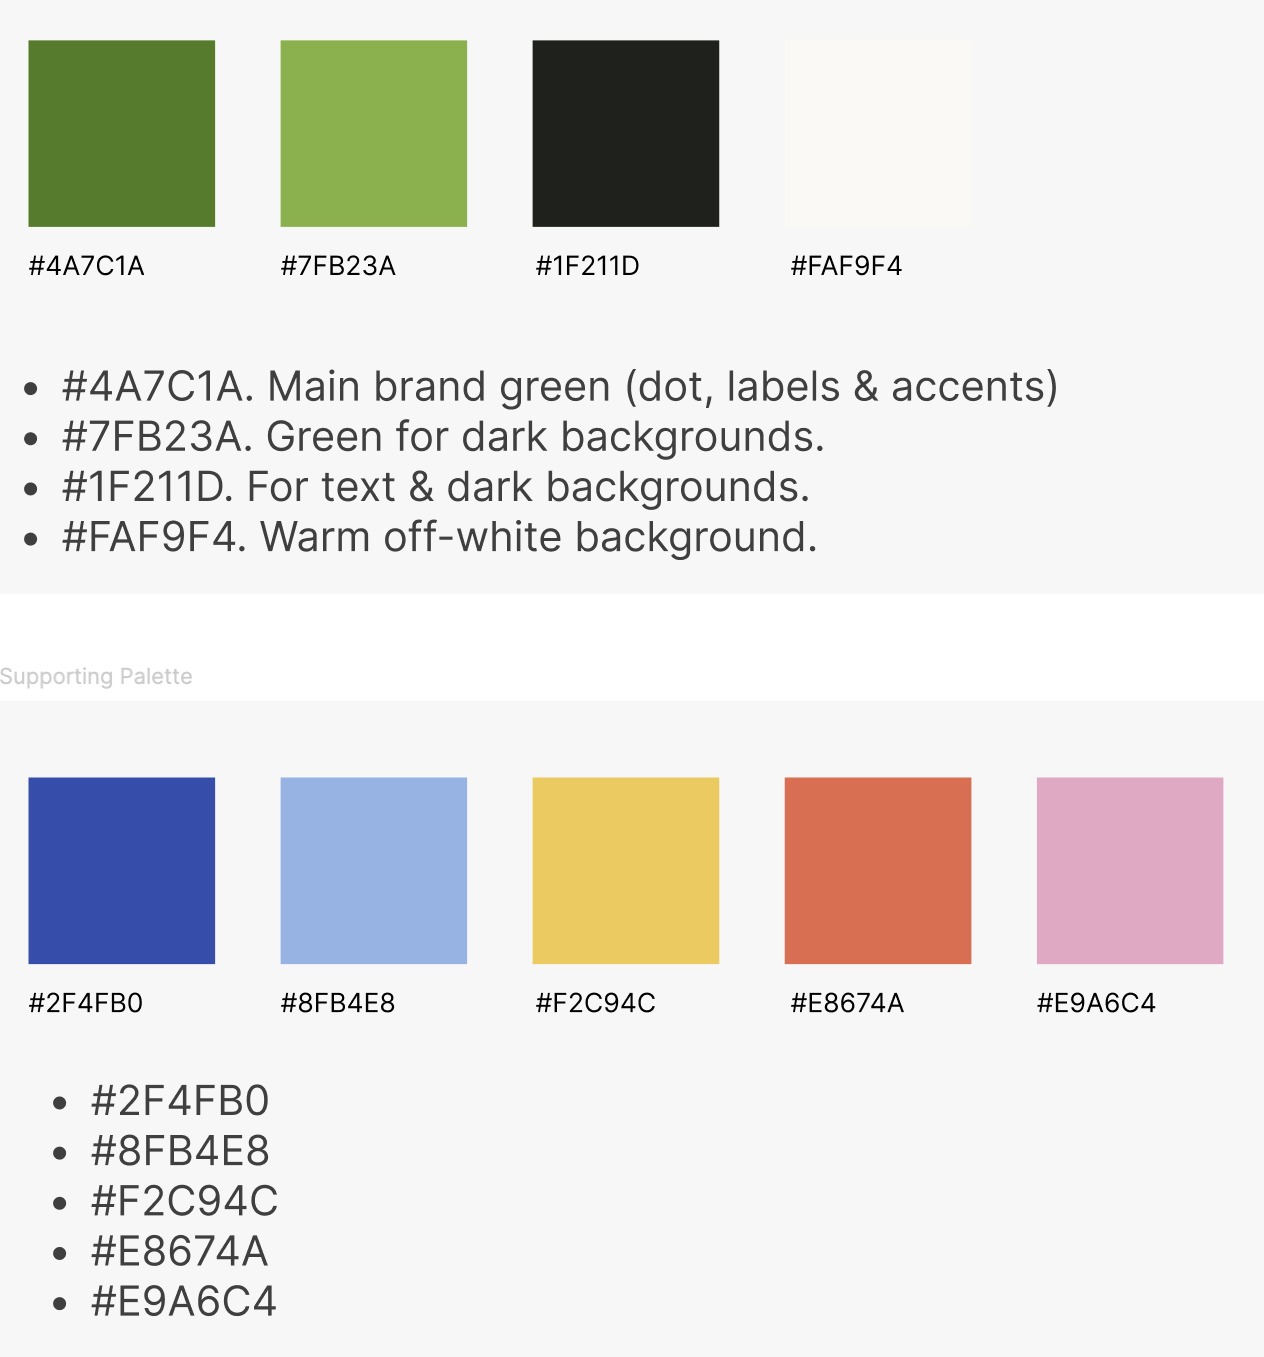 #4A7C1A #7FB23A #1F211D #FAF9F4
• #4A7C1A. Main brand green (dot, labels & accents)
• #7FB23A. Green for dark backgrounds.
• #1F211D. For text & dark backgrounds.
• #FAF9F4. Warm off-white background.
Supporting Palette
#2F4FB0 #8FB4E8 #F2C94C #E8674A #E9A6C4
• #2F4FB0
• #8FB4E8
• #F2C94C
• #E8674A
• #E9A6C4